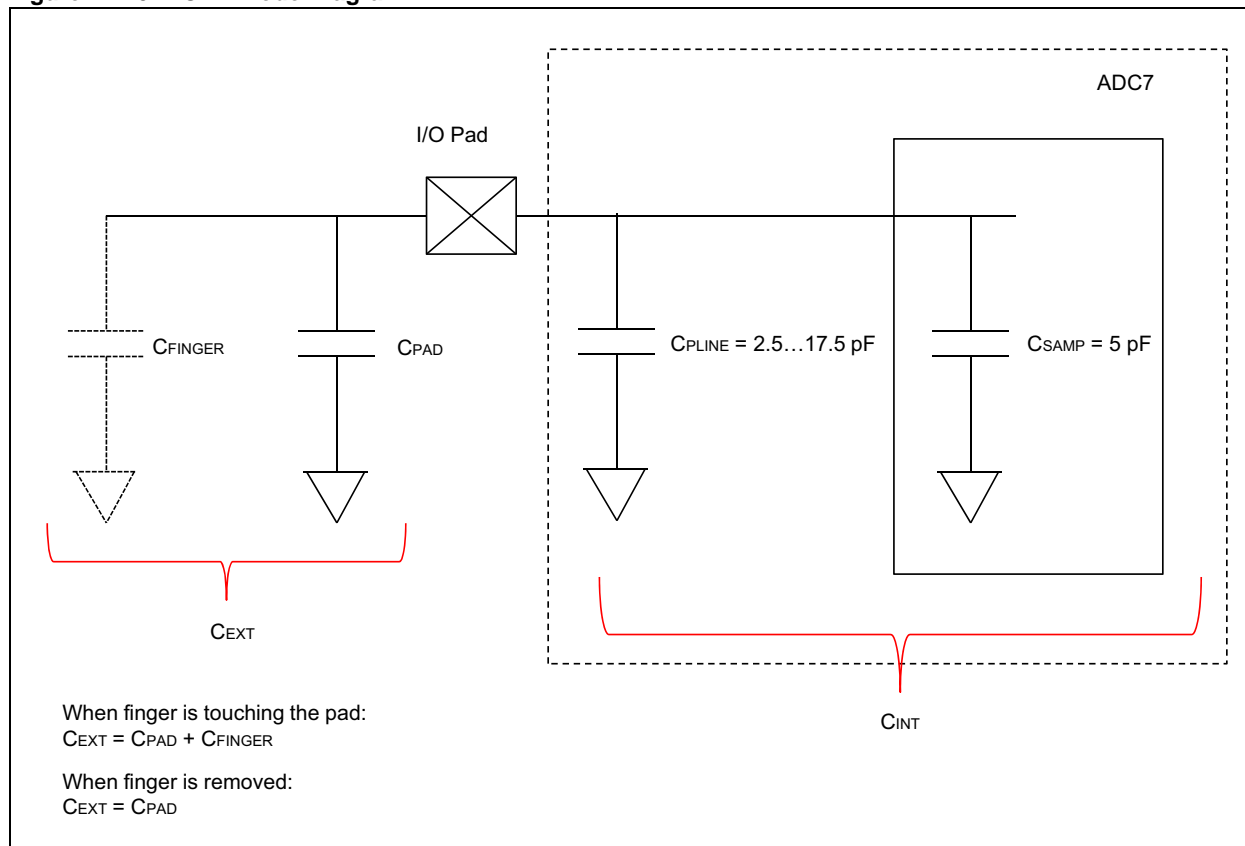 ADC7
I/O Pad
CFINGER
CPAD
CPLINE = 2.5...17.5 pF
CSAMP = 5 pF
CEXT
CINT
When finger is touching the pad:
CEXT = CPAD + CFINGER
When finger is removed:
CEXT = CPAD